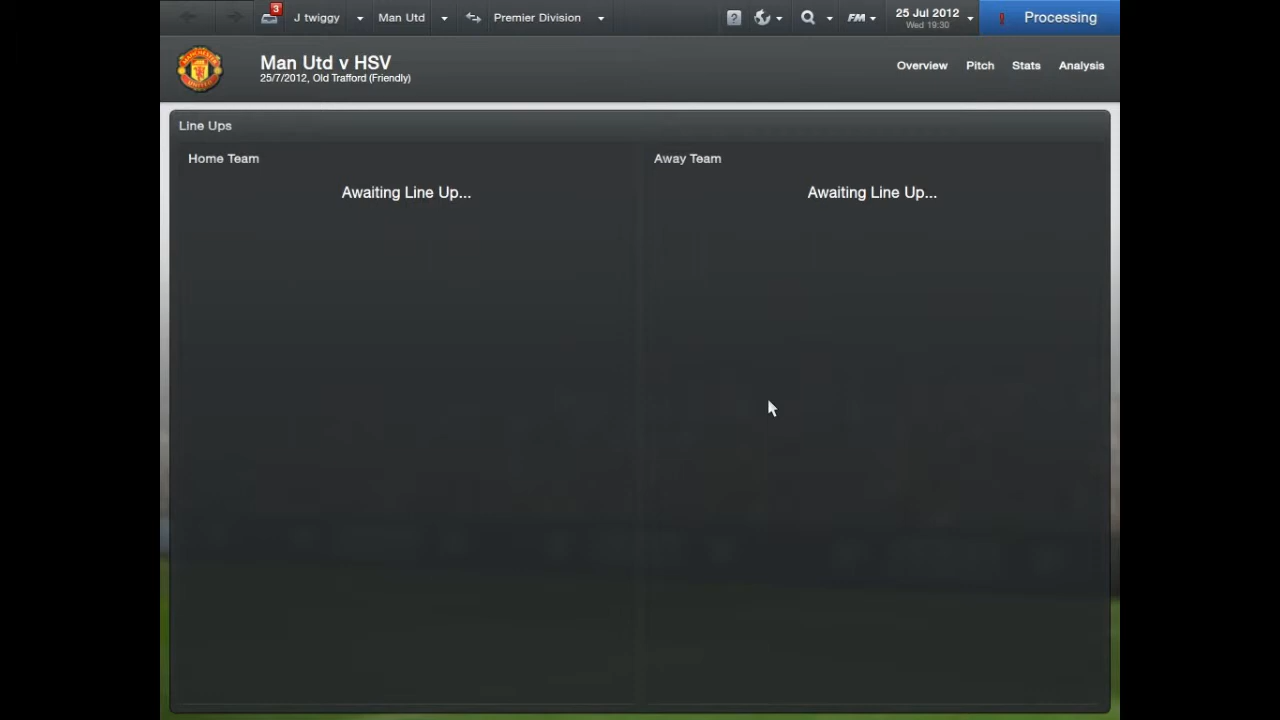 3
J twiggy
Man Utd
Premier Division
?
FM
25 Jul 2012
Wed 19:30
Processing
Man Utd v HSV
25/7/2012, Old Trafford (Friendly)
Overview
Pitch
Stats
Analysis
Line Ups
Home Team
Away Team
Awaiting Line Up...
Awaiting Line Up...